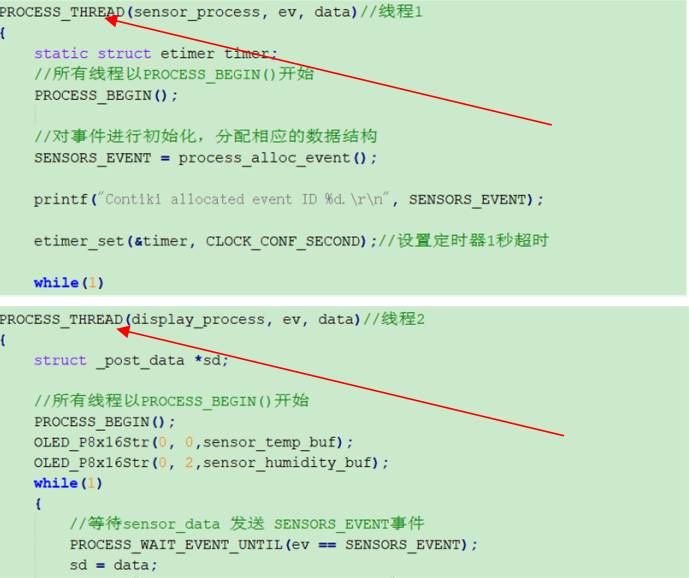 PROCESS_THREAD(sensor_process, ev, data)//线程1
{
static struct etimer timer;
//所有线程以PROCESS_BEGIN()开始
PROCESS_BEGIN();
//对事件进行初始化，分配相应的数据结构
SENSORS_EVENT = process_alloc_event();
printf("Contiki allocated event ID %d.\r\n", SENSORS_EVENT);
etimer_set(&timer, CLOCK_CONF_SECOND);//设置定时器1秒超时
while(1)
PROCESS_THREAD(display_process, ev, data)//线程2
{
struct _post_data *sd;
//所有线程以PROCESS_BEGIN()开始
PROCESS_BEGIN();
OLED_P8x16Str(0, 0,sensor_temp_buf);
OLED_P8x16Str(0, 2,sensor_humidity_buf);
while(1)
{
//等待sensor_data 发送 SENSORS_EVENT事件
PROCESS_WAIT_EVENT_UNTIL(ev == SENSORS_EVENT);
sd = data;